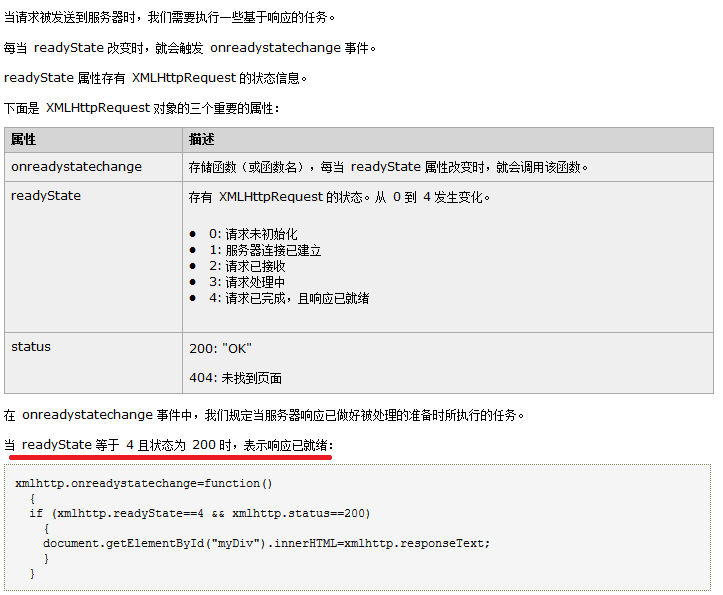 当请求被发送到服务器时，我们需要执行一些基于响应的任务。
每当 readyState 改变时，就会触发 onreadystatechange 事件。
readyState 属性存有 XMLHttpRequest 的状态信息。
下面是 XMLHttpRequest 对象的三个重要的属性：
属性 描述
onreadystatechange 存储函数（或函数名），每当 readyState 属性改变时，就会调用该函数。
readyState 存有 XMLHttpRequest 的状态。从 0 到 4 发生变化。
● 0: 请求未初始化
● 1: 服务器连接已建立
● 2: 请求已接收
● 3: 请求处理中
● 4: 请求已完成，且响应已就绪
status 200: "OK"
404: 未找到页面
在 onreadystatechange 事件中，我们规定当服务器响应已做好被处理的准备时所执行的任务。
当 readyState 等于 4 且状态为 200 时，表示响应已就绪：
xmlhttp.onreadystatechange=function()
{
if (xmlhttp.readyState==4 && xmlhttp.status==200)
{
document.getElementById("myDiv").innerHTML=xmlhttp.responseText;
}
}